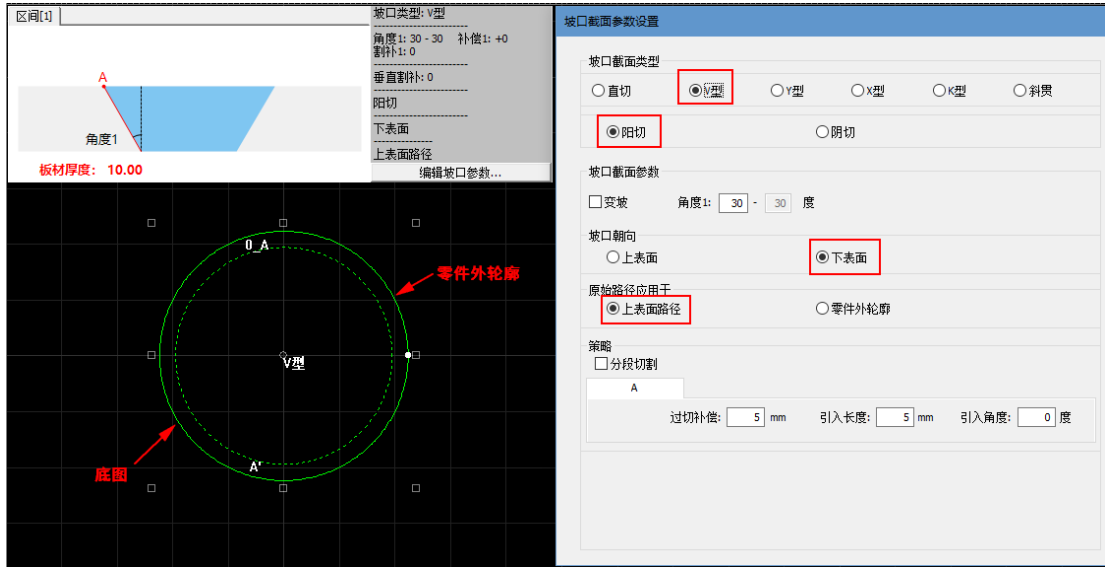 区间[1]
A
角度1
板材厚度: 10.00
坡口类型: V型
角度1: 30 - 30 补偿1: +0
割补1: 0
垂直割补: 0
阳切
下表面
上表面路径
编辑坡口参数...
0_A
零件外轮廓
V型
A'
底图
坡口截面参数设置
坡口截面类型
直切 V型 Y型 X型 K型 斜贯
阳切 阴切
坡口截面参数
变坡 角度1: 30 - 30 度
坡口朝向
上表面 下表面
原始路径应用于
上表面路径 零件外轮廓
策略
分段切割
A
过切补偿: 5 mm 引入长度: 5 mm 引入角度: 0 度